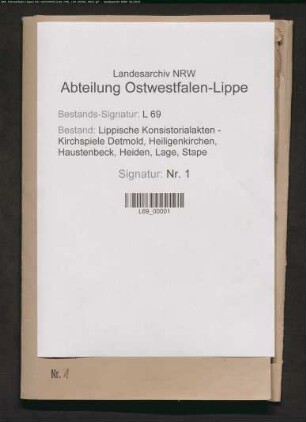 Landesarchiv NRW
Abteilung Ostwestfalen-Lippe
Bestands-Signatur: L 69
Bestand: Lippische Konsistorialakten -
Kirchspiele Detmold, Heiligenkirchen,
Haustenbeck, Heiden, Lage, Stape
Signatur: Nr. 1
L69_00001
Nr. 1